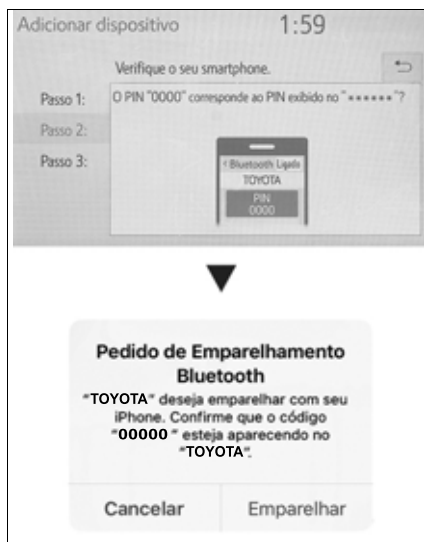 Adicionar dispositivo 1:59
Verifique o seu smartphone.
Passo 1:
O PIN "0000" corresponde ao PIN exibido no "******"?
Passo 2:
Passo 3:
‹ Bluetooth Ligado
TOYOTA
PIN
0000
Pedido de Emparelhamento
Bluetooth
"TOYOTA" deseja emparelhar com seu
iPhone. Confirme que o código
"00000 " esteja aparecendo no
"TOYOTA".
Cancelar Emparelhar